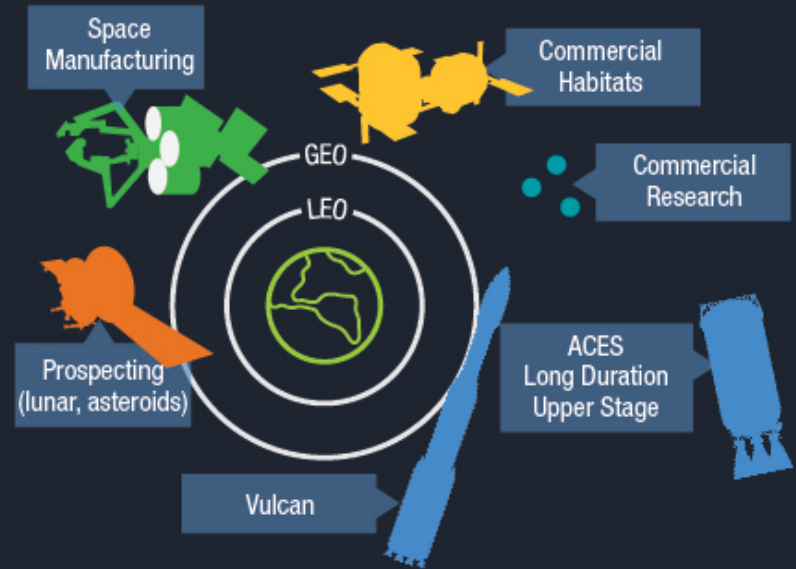 Space
Manufacturing
Commercial
Habitats
GEO
Commercial
Research
LEO
ACES
Long Duration
Upper Stage
Prospecting
(lunar, asteroids)
Vulcan